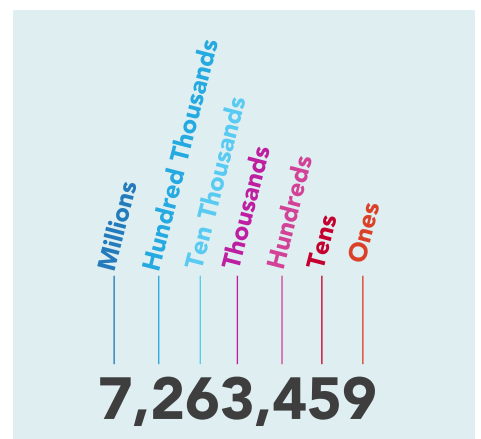 Millions
Hundred Thousands
Ten Thousands
Thousands
Hundreds
Tens
Ones
7,263,459